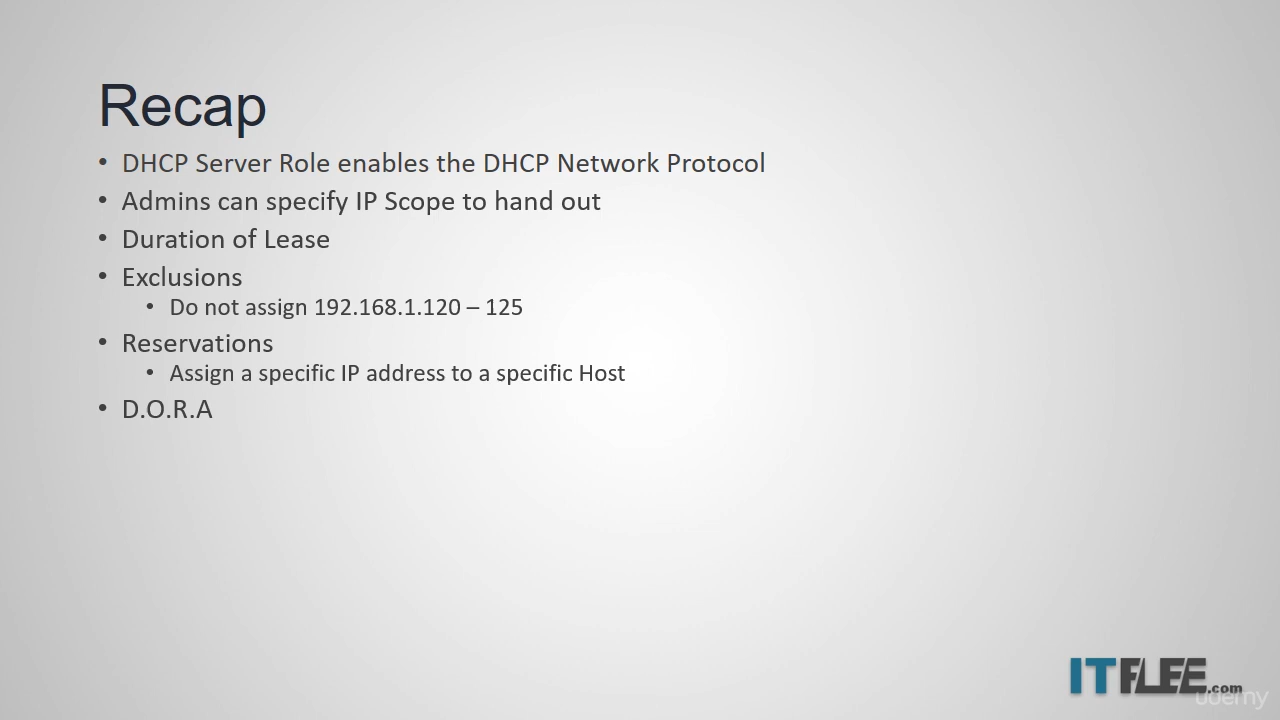 Recap
• DHCP Server Role enables the DHCP Network Protocol
• Admins can specify IP Scope to hand out
• Duration of Lease
• Exclusions
• Do not assign 192.168.1.120 – 125
• Reservations
• Assign a specific IP address to a specific Host
• D.O.R.A
ITFLEE.com
udemy